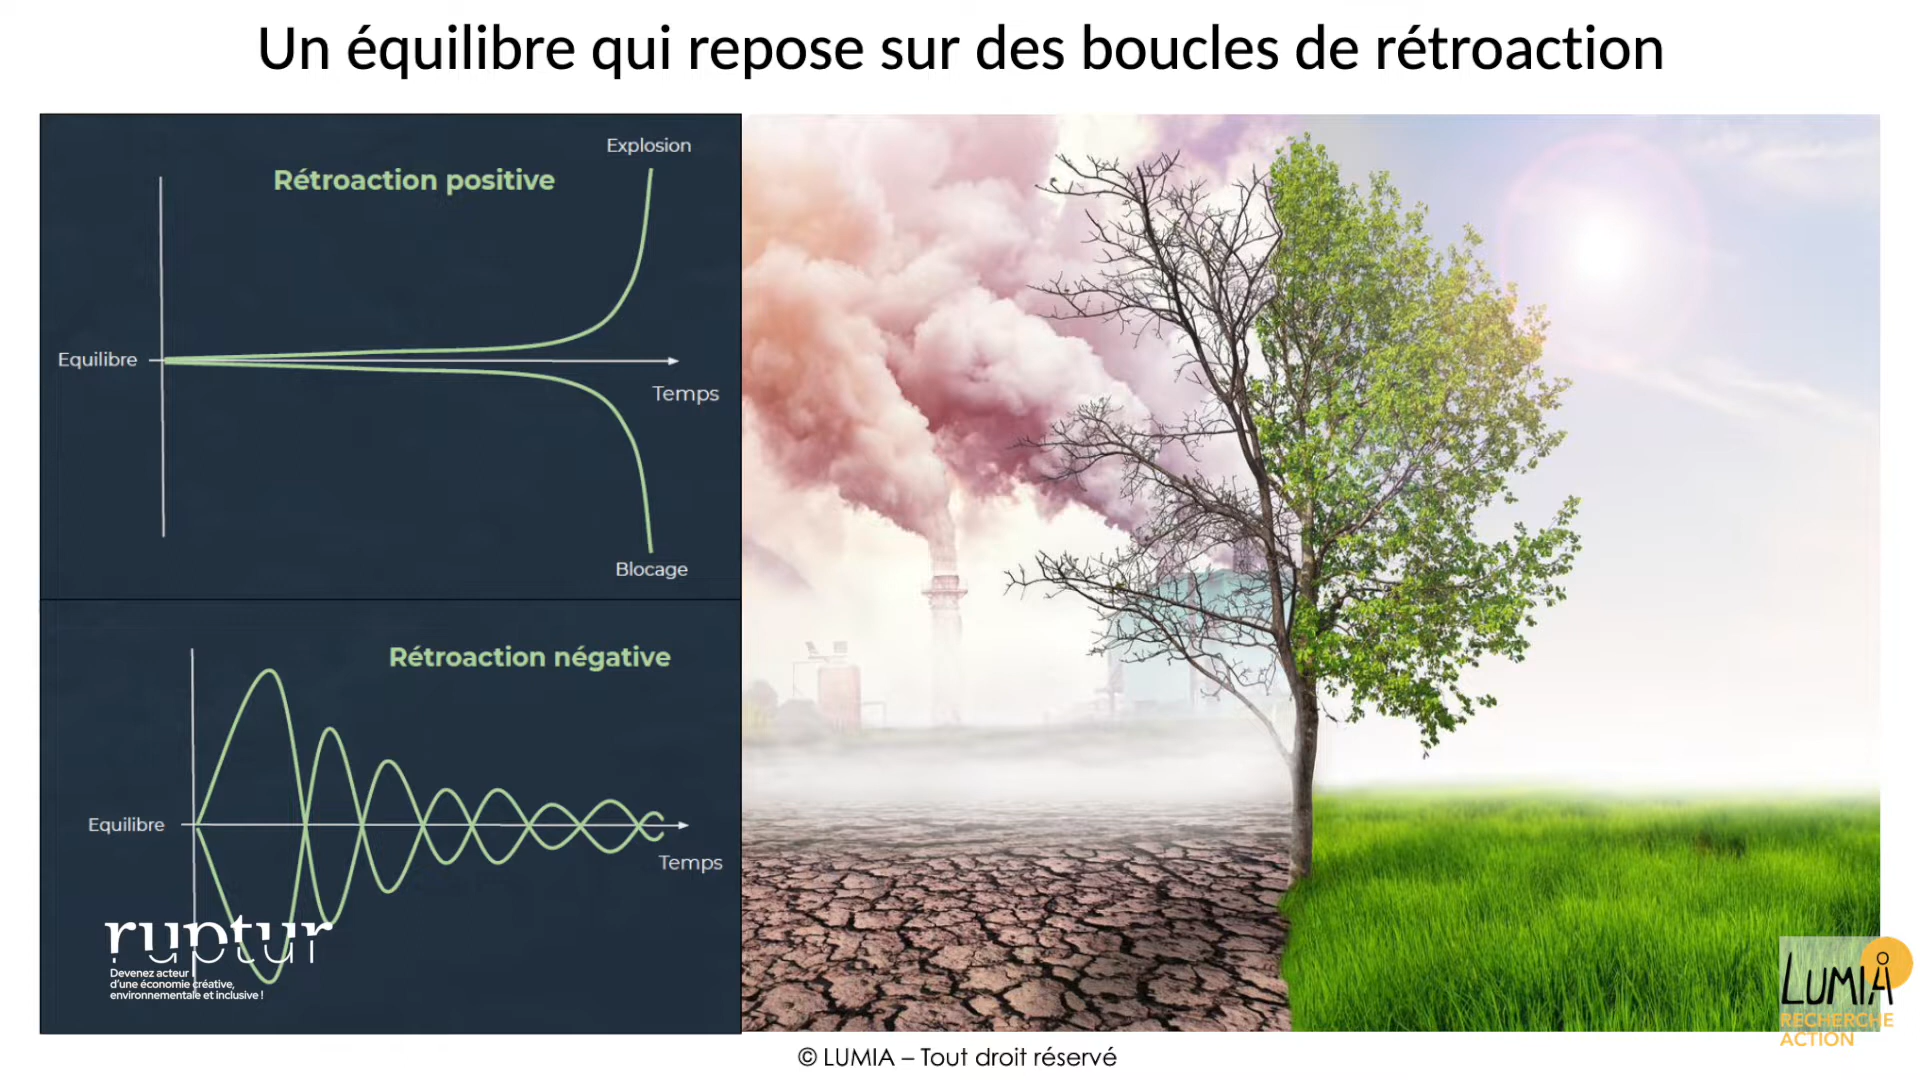 Un équilibre qui repose sur des boucles de rétroaction
Explosion
Rétroaction positive
Equilibre
Temps
Blocage
Rétroaction négative
Equilibre
Temps
ruptur
Devenez acteur
d'une économie créative,
environnementale et inclusive !
LUMIA
RECHERCHE
ACTION
© LUMIA – Tout droit réservé